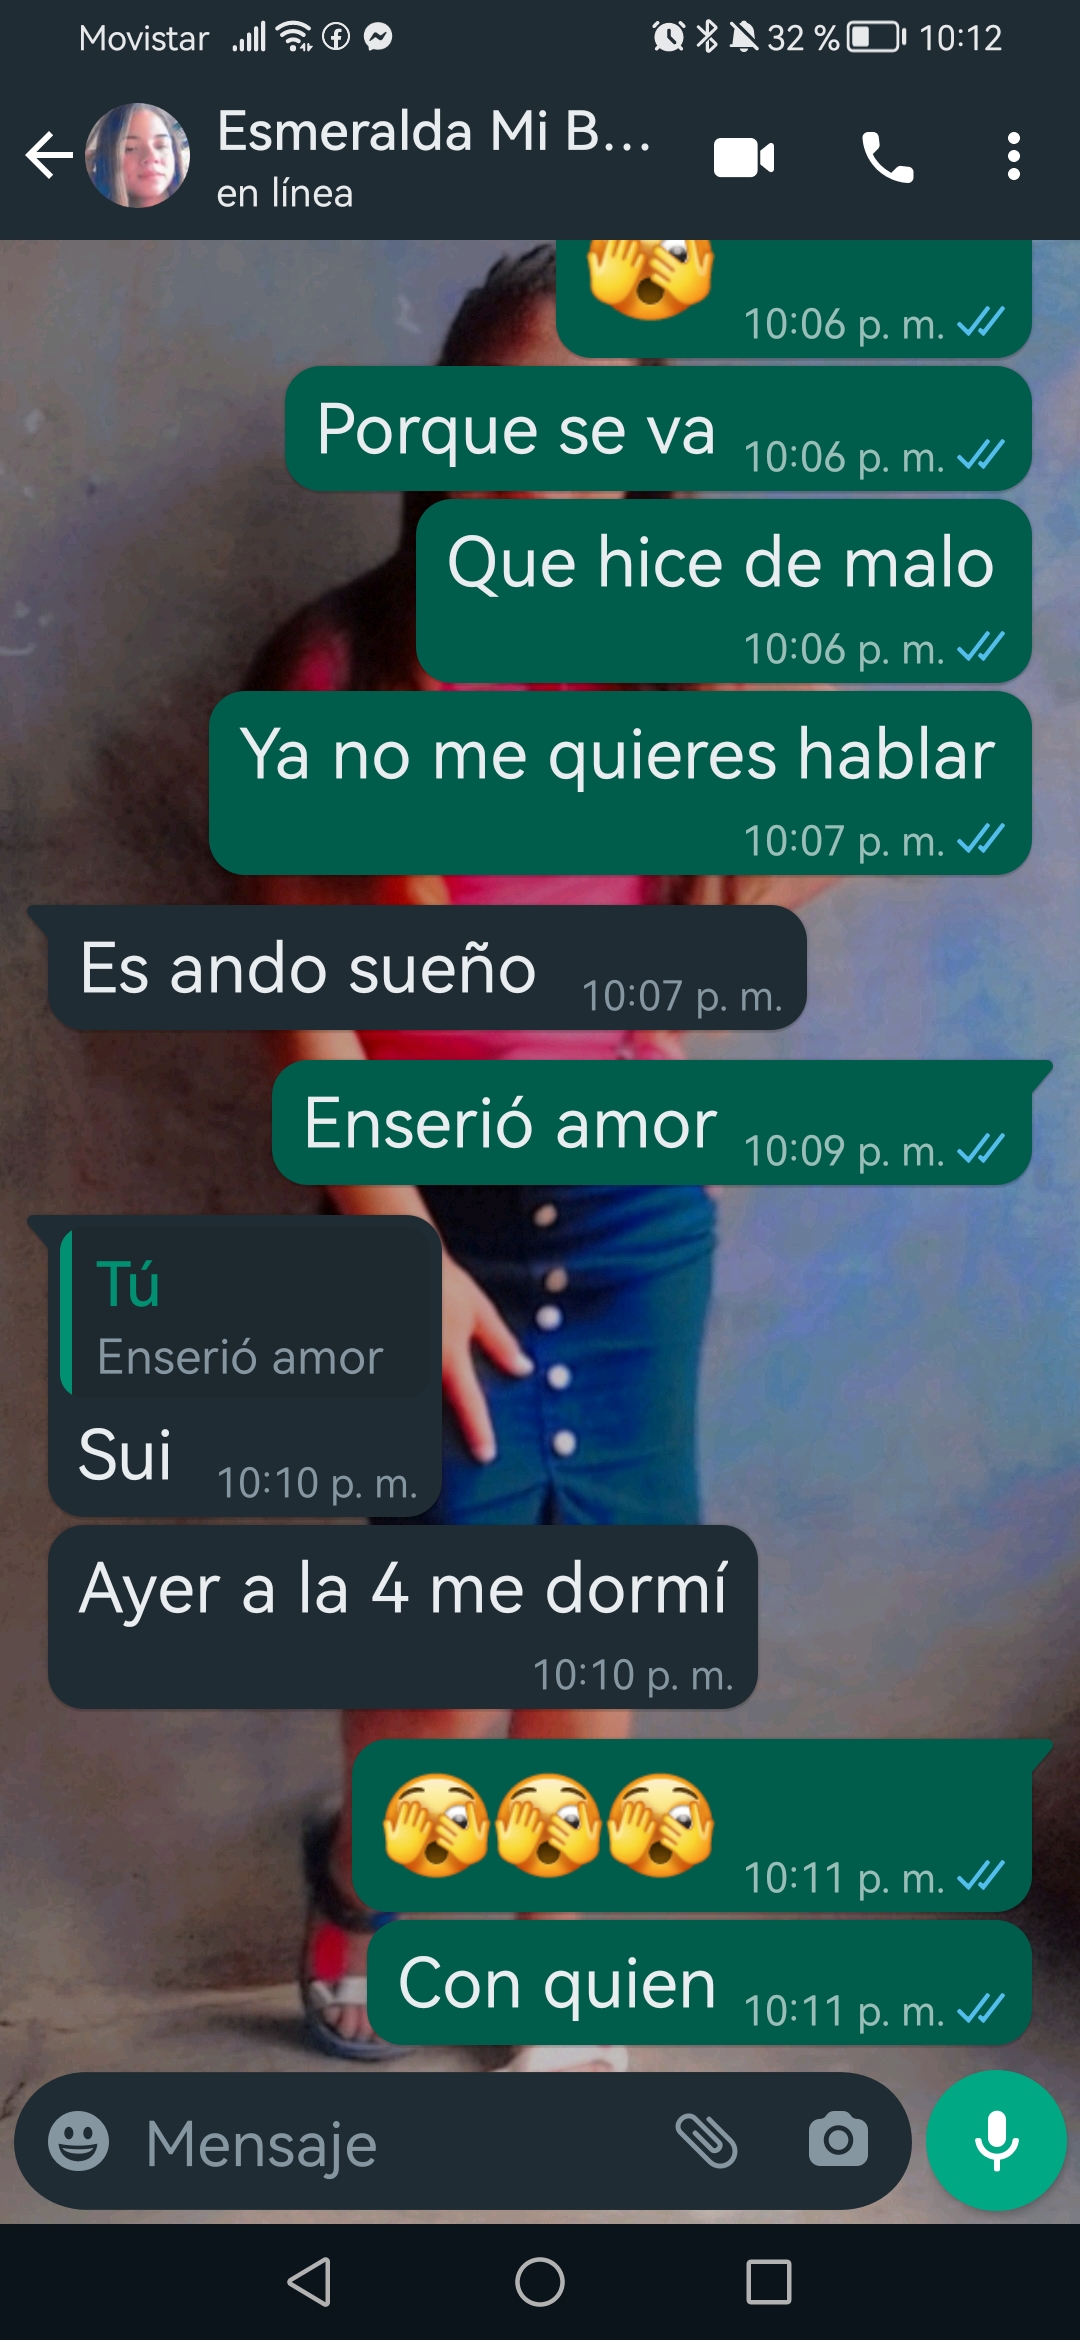 Movistar 32 % 10:12
Esmeralda Mi B...
en línea
10:06 p. m.
Porque se va 10:06 p. m.
Que hice de malo
10:06 p. m.
Ya no me quieres hablar
10:07 p. m.
Es ando sueño 10:07 p. m.
Enserió amor 10:09 p. m.
Tú
Enserió amor
Sui 10:10 p. m.
Ayer a la 4 me dormí
10:10 p. m.
🫣🫣🫣 10:11 p. m.
Con quien 10:11 p. m.
Mensaje